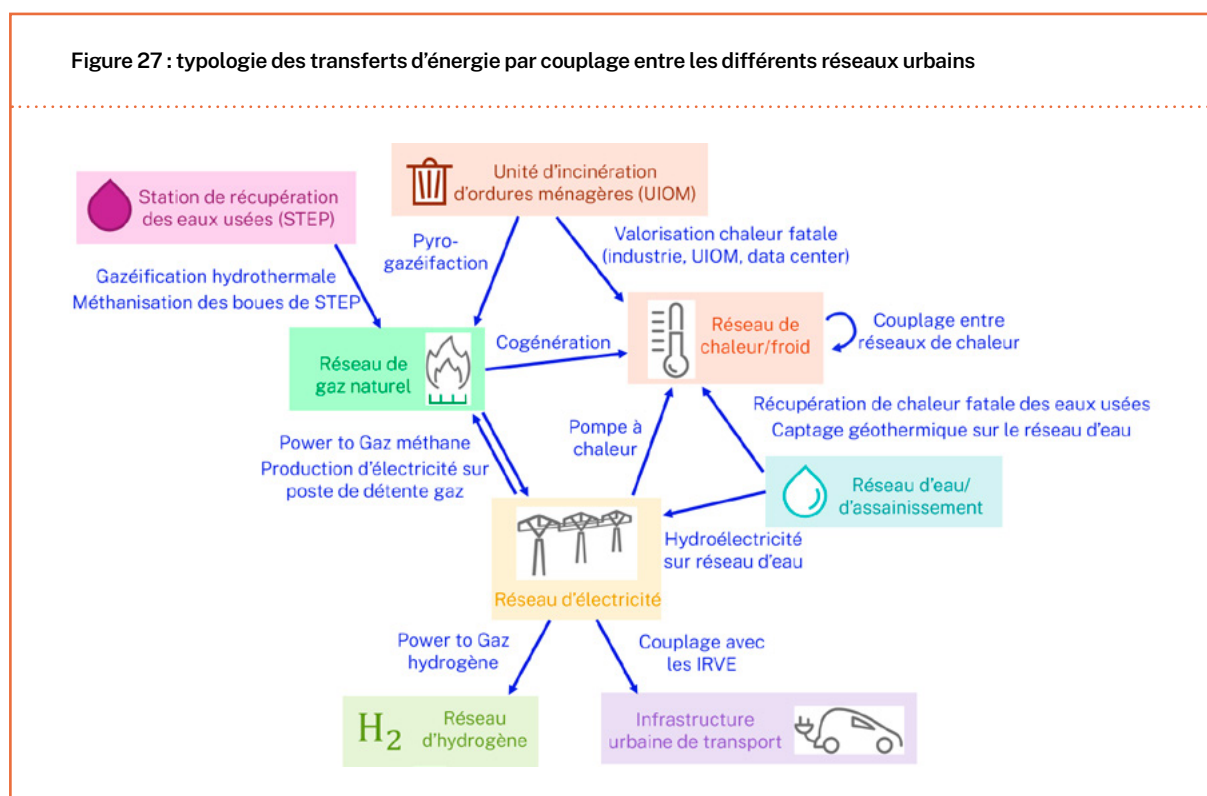 Figure 27 : typologie des transferts d'énergie par couplage entre les différents réseaux urbains
Station de récupération
des eaux usées (STEP)
Unité d'incinération
d'ordures ménagères (UIOM)
Pyro-
gazéifaction
Valorisation chaleur fatale
(industrie, UIOM, data center)
Gazéification hydrothermale
Méthanisation des boues de STEP
Réseau de
gaz naturel
Cogénération
Réseau de
chaleur/froid
Couplage entre
réseaux de chaleur
Récupération de chaleur fatale des eaux usées
Captage géothermique sur le réseau d'eau
Power to Gaz méthane
Production d'électricité sur
poste de détente gaz
Pompe à
chaleur
Réseau d'eau/
d'assainissement
Hydroélectricité
sur réseau d'eau
Réseau d'électricité
Power to Gaz
hydrogène
Couplage avec
les IRVE
H2
Réseau
d'hydrogène
Infrastructure
urbaine de transport